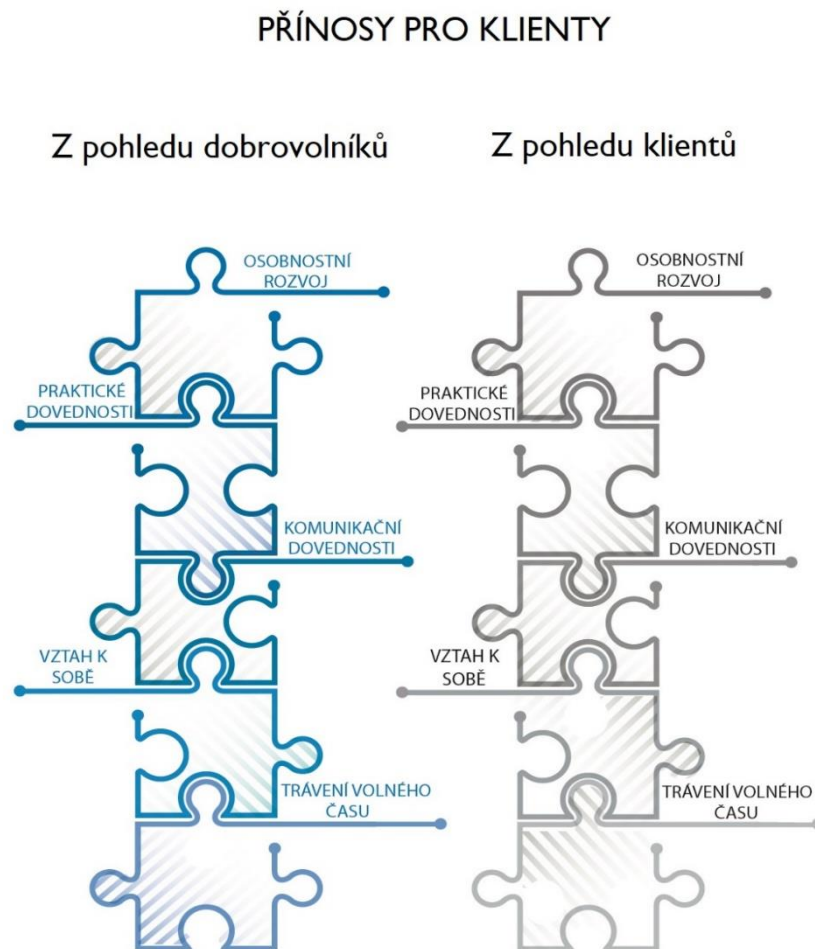 PŘÍNOSY PRO KLIENTY
Z pohledu dobrovolníků
Z pohledu klientů
OSOBNOSTNÍ
ROZVOJ
PRAKTICKÉ
DOVEDNOSTI
KOMUNIKAČNÍ
DOVEDNOSTI
VZTAH K
SOBĚ
TRÁVENÍ VOLNÉHO
ČASU
OSOBNOSTNÍ
ROZVOJ
PRAKTICKÉ
DOVEDNOSTI
KOMUNIKAČNÍ
DOVEDNOSTI
VZTAH K
SOBĚ
TRÁVENÍ VOLNÉHO
ČASU